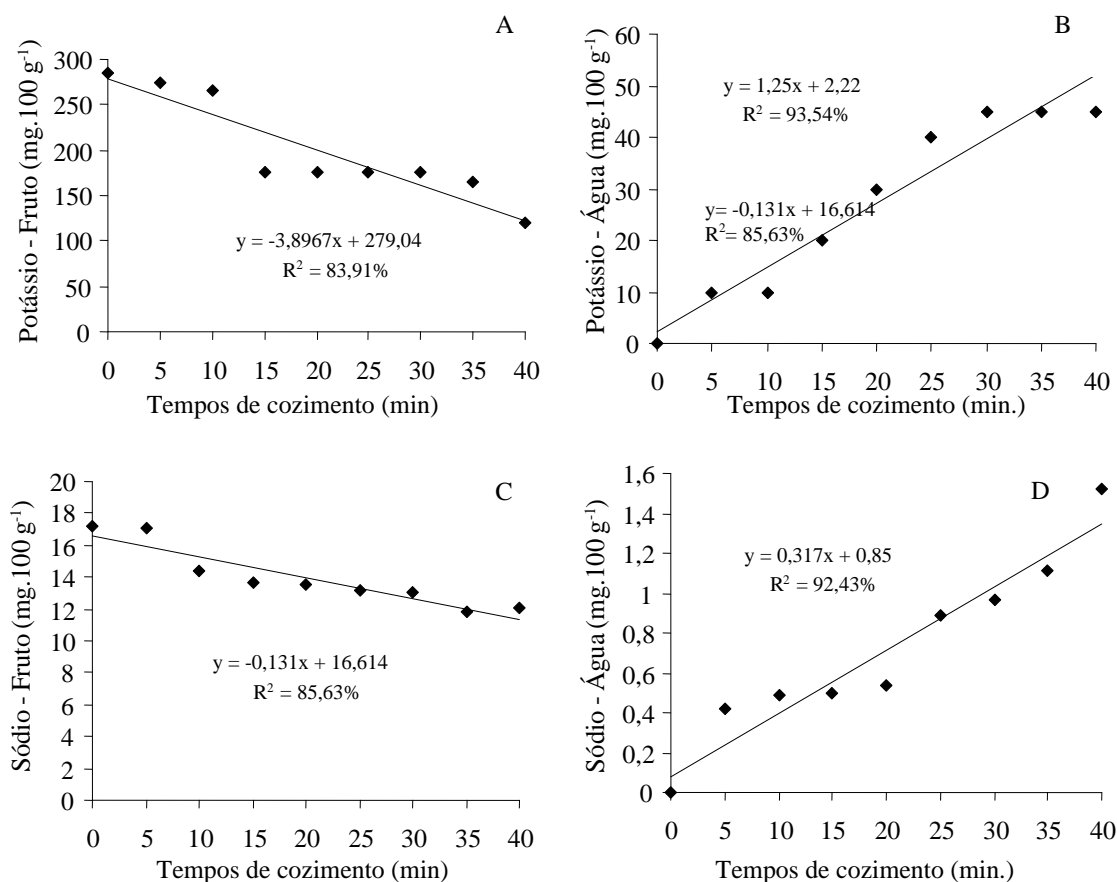 A
300
250
200
150
100
50
0
Potássio - Fruto (mg.100 g⁻¹)
y = -3,8967x + 279,04
R² = 83,91%
0 5 10 15 20 25 30 35 40
Tempos de cozimento (min)
B
60
50
40
30
20
10
0
Potássio - Água (mg.100 g⁻¹)
y = 1,25x + 2,22
R² = 93,54%
y= -0,131x + 16,614
R²= 85,63%
0 5 10 15 20 25 30 35 40
Tempos de cozimento (min.)
C
20
18
16
14
12
10
8
6
4
2
0
Sódio - Fruto (mg.100 g⁻¹)
y = -0,131x + 16,614
R² = 85,63%
0 5 10 15 20 25 30 35 40
Tempos de cozimento (min)
D
1,6
1,4
1,2
1
0,8
0,6
0,4
0,2
0
Sódio - Água (mg.100 g⁻¹)
y = 0,317x + 0,85
R² = 92,43%
0 5 10 15 20 25 30 35 40
Tempos de cozimento (min.)